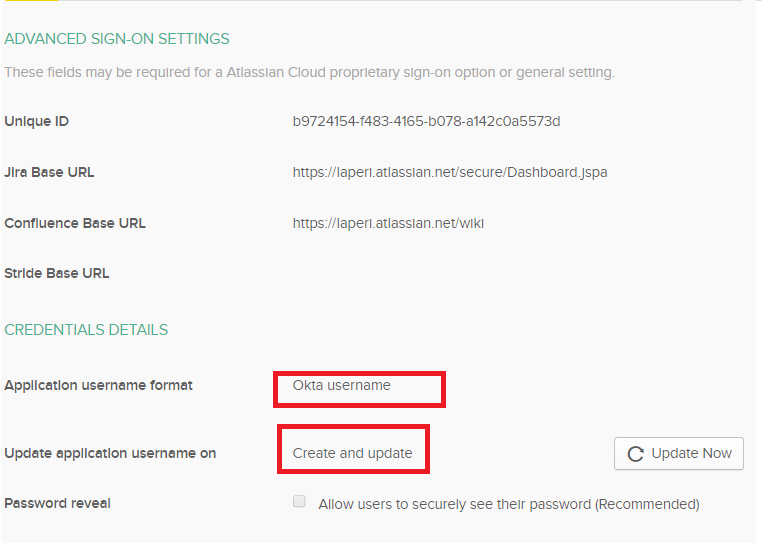 ADVANCED SIGN-ON SETTINGS
These fields may be required for a Atlassian Cloud proprietary sign-on option or general setting.
Unique ID b9724154-f483-4165-b078-a142c0a5573d
Jira Base URL https://laperi.atlassian.net/secure/Dashboard.jspa
Confluence Base URL https://laperi.atlassian.net/wiki
Stride Base URL
CREDENTIALS DETAILS
Application username format Okta username
Update application username on Create and update Update Now
Password reveal Allow users to securely see their password (Recommended)